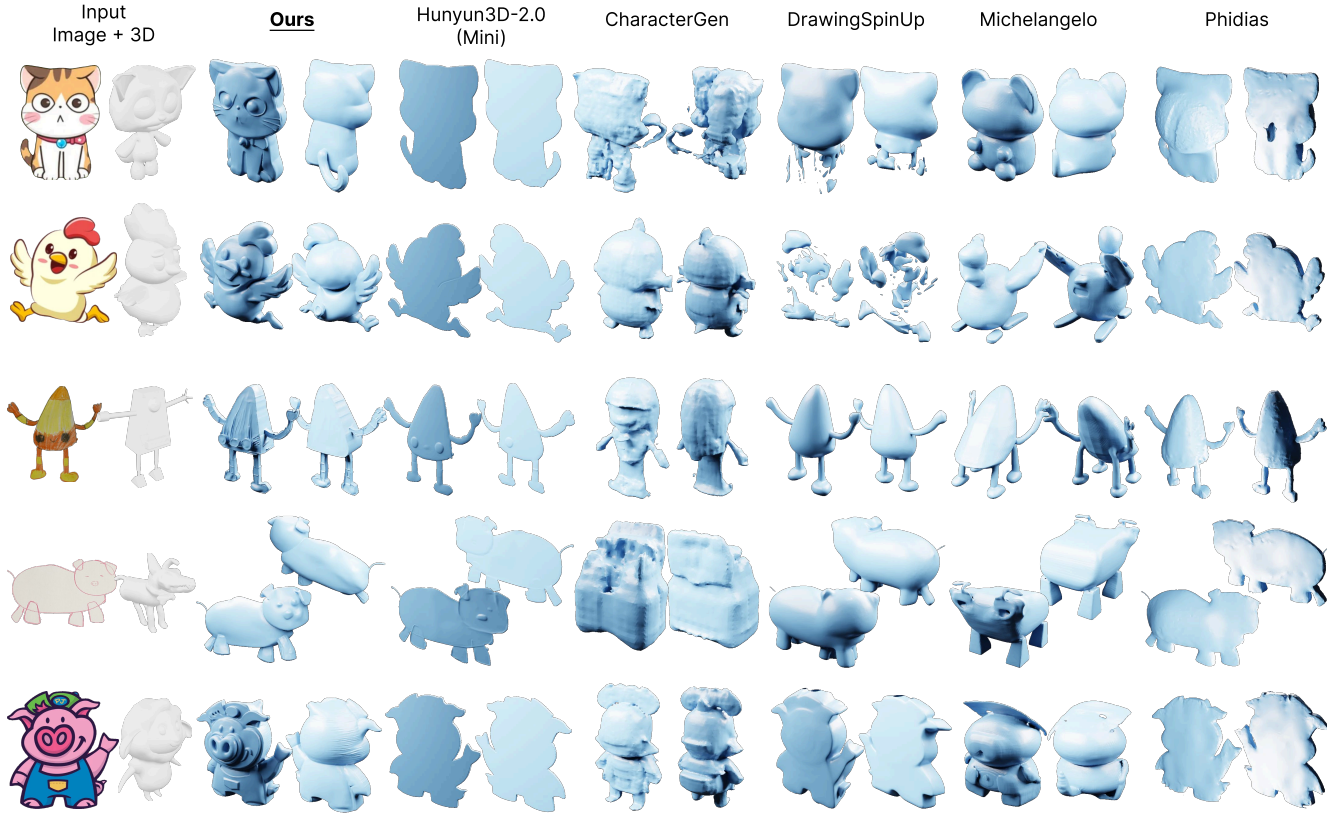 Input
Image + 3D
Ours
Hunyun3D-2.0
(Mini)
CharacterGen
DrawingSpinUp
Michelangelo
Phidias